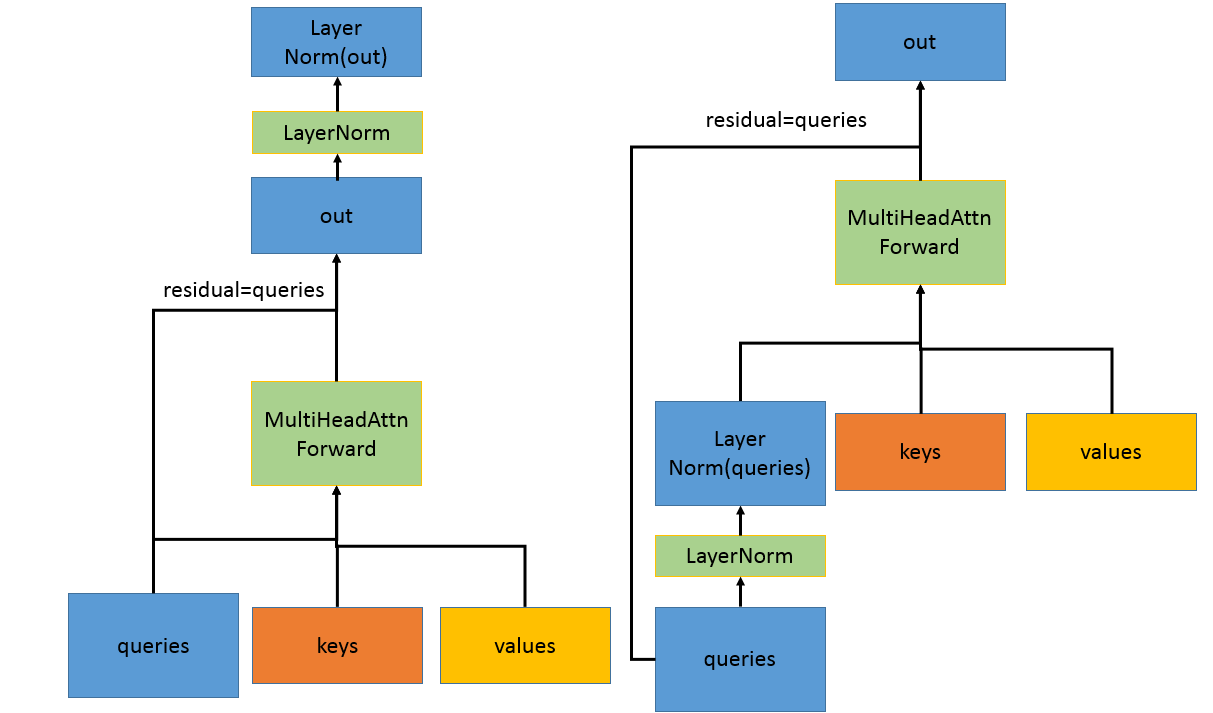 Layer
Norm(out)
LayerNorm
out
residual=queries
MultiHeadAttn
Forward
queries
keys
values
out
residual=queries
MultiHeadAttn
Forward
Layer
Norm(queries)
keys
values
LayerNorm
queries